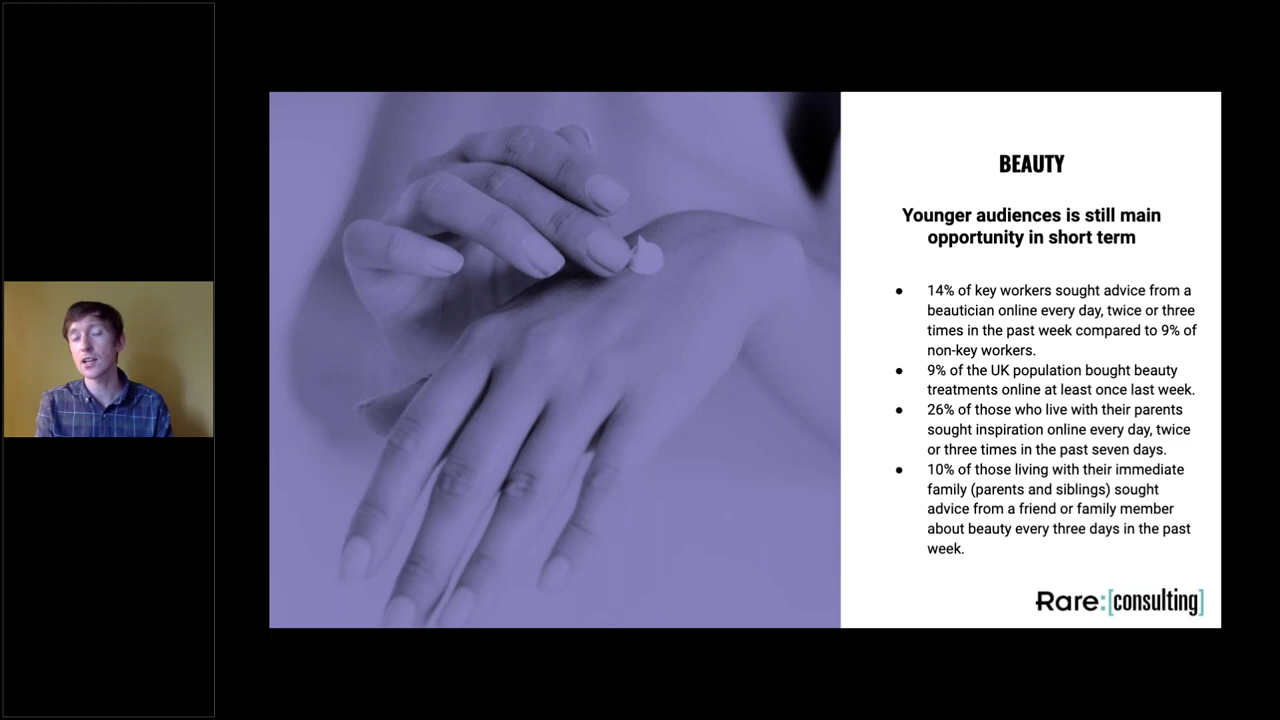 BEAUTY
Younger audiences is still main
opportunity in short term
● 14% of key workers sought advice from a
beautician online every day, twice or three
times in the past week compared to 9% of
non-key workers.
● 9% of the UK population bought beauty
treatments online at least once last week.
● 26% of those who live with their parents
sought inspiration online every day, twice
or three times in the past seven days.
● 10% of those living with their immediate
family (parents and siblings) sought
advice from a friend or family member
about beauty every three days in the past
week.
Rare:[consulting]